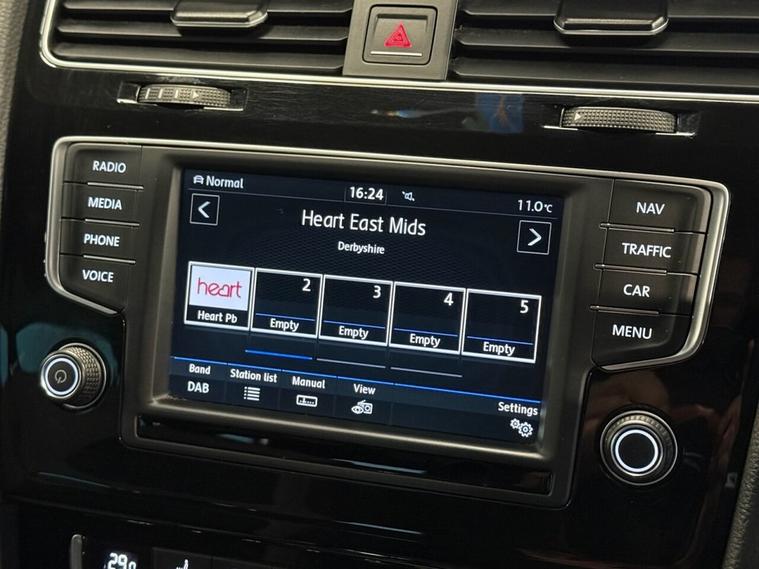 RADIO
MEDIA
PHONE
VOICE
Normal
16:24
11.0°C
Heart East Mids
Derbyshire
heart
Heart Pb
2
Empty
3
Empty
4
Empty
5
Empty
Band
DAB
Station list
Manual
View
Settings
NAV
TRAFFIC
CAR
MENU